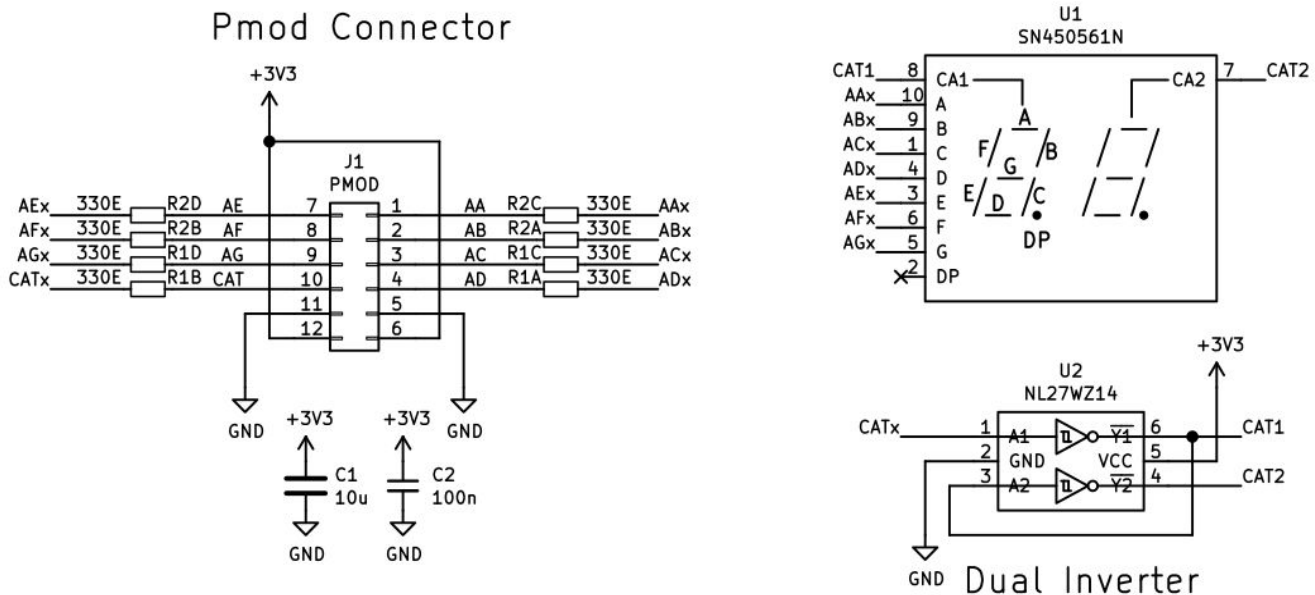 Pmod Connector
+3V3
J1
PMOD
AEx 330E R2D AE 7 1 AA R2C 330E AAx
AFx 330E R2B AF 8 2 AB R2A 330E ABx
AGx 330E R1D AG 9 3 AC R1C 330E ACx
CATx 330E R1B CAT 10 4 AD R1A 330E ADx
11 5
12 6
GND GND
+3V3 +3V3
C1 C2
10u 100n
GND GND
U1
SN450561N
CAT1 8 CA1 CA2 7 CAT2
AAx 10 A
ABx 9 B
ACx 1 C
ADx 4 D
AEx 3 E
AFx 6 F
AGx 5 G
2 DP
A
F B
G
E D C
DP
+3V3
U2
NL27WZ14
CATx 1 A1 Y1 6 CAT1
2 GND VCC 5
3 A2 Y2 4 CAT2
GND
Dual Inverter